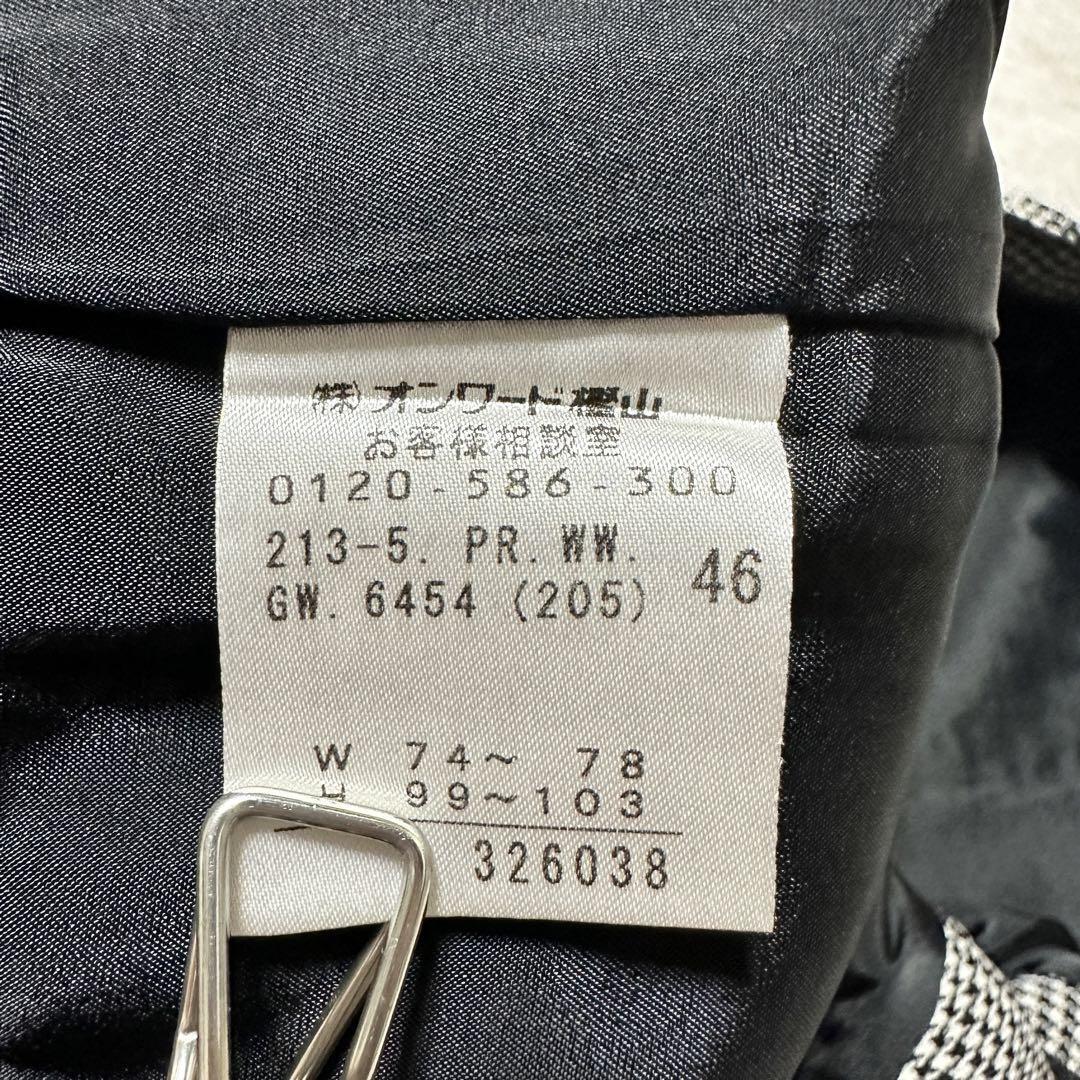 ㈱オンワード樫山
お客様相談室
0120-586-300
213-5. PR. WW.
GW. 6454 (205) 46
W 74～ 78
H 99～103
326038